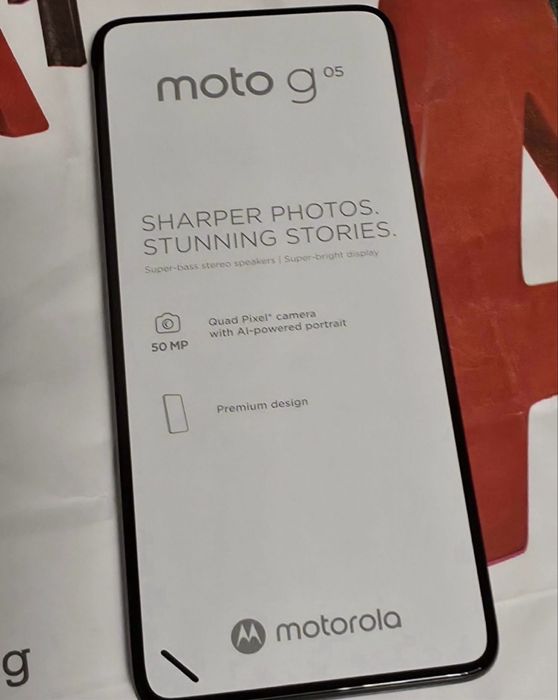 moto g 05
SHARPER PHOTOS.
STUNNING STORIES.
Super-bass stereo speakers | Super-bright display
Quad Pixel* camera
with AI-powered portrait
50 MP
Premium design
motorola
g